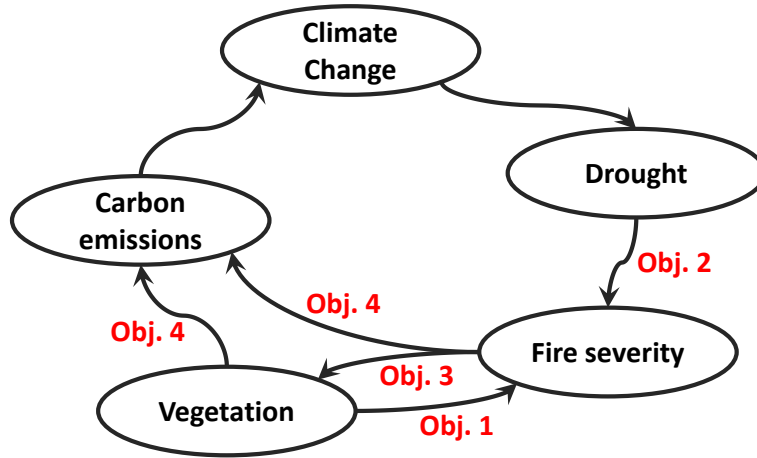 Climate
Change
Drought
Carbon
emissions
Obj. 2
Obj. 4
Obj. 4
Fire severity
Obj. 3
Vegetation
Obj. 1